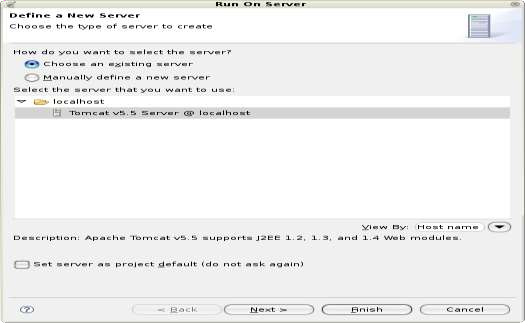 Run On Server
Define a New Server
Choose the type of server to create
How do you want to select the server?
Choose an existing server
Manually define a new server
Select the server that you want to use:
localhost
Tomcat v5.5 Server @ localhost
View By: Host name
Description: Apache Tomcat v5.5 supports J2EE 1.2, 1.3, and 1.4 Web modules.
Set server as project default (do not ask again)
? < Back Next > Finish Cancel